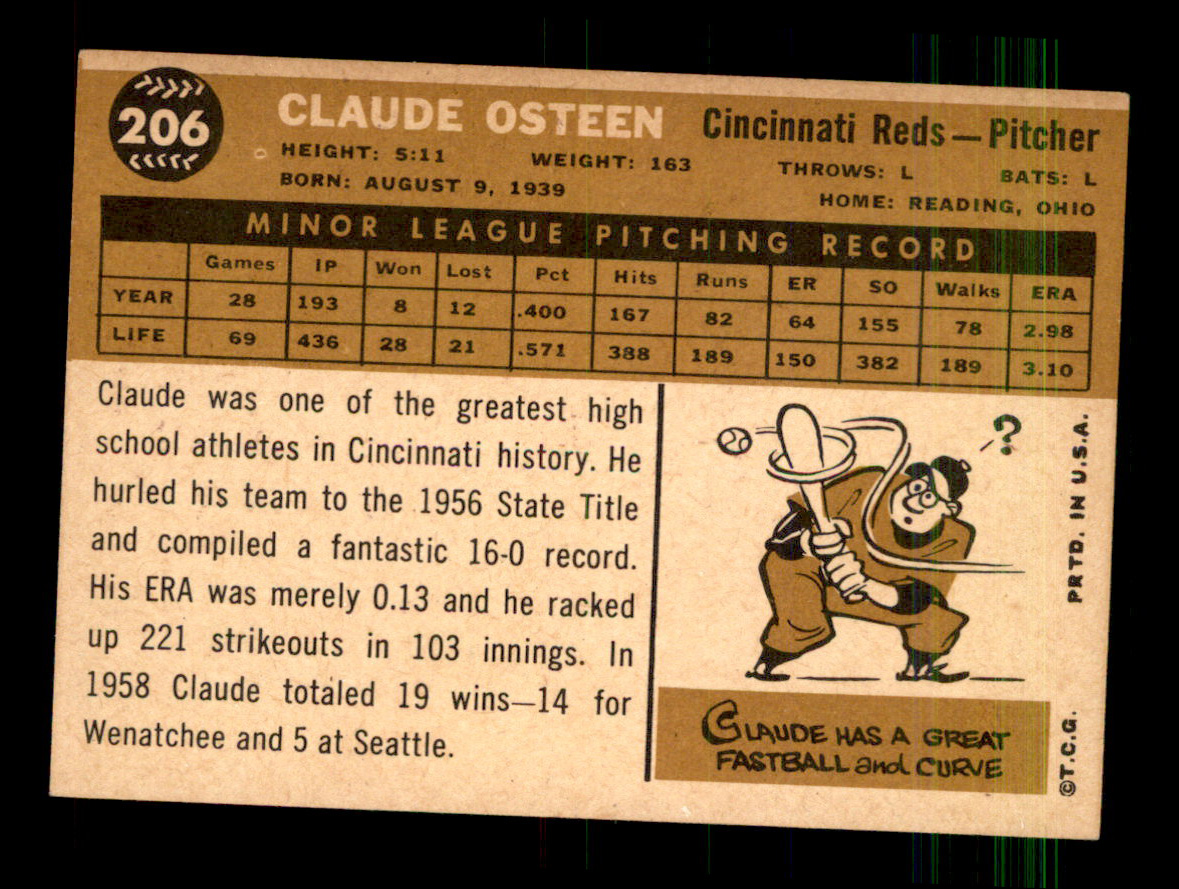 206
CLAUDE OSTEEN Cincinnati Reds—Pitcher
HEIGHT: 5:11 WEIGHT: 163 THROWS: L BATS: L
BORN: AUGUST 9, 1939 HOME: READING, OHIO
MINOR LEAGUE PITCHING RECORD
Games IP Won Lost Pct Hits Runs ER SO Walks ERA
YEAR 28 193 8 12 .400 167 82 64 155 78 2.98
LIFE 69 436 28 21 .571 388 189 150 382 189 3.10
Claude was one of the greatest high
school athletes in Cincinnati history. He
hurled his team to the 1956 State Title
and compiled a fantastic 16-0 record.
His ERA was merely 0.13 and he racked
up 221 strikeouts in 103 innings. In
1958 Claude totaled 19 wins—14 for
Wenatchee and 5 at Seattle.
?
CLAUDE HAS A GREAT
FASTBALL and CURVE
©T.C.G. PRTD. IN U.S.A.